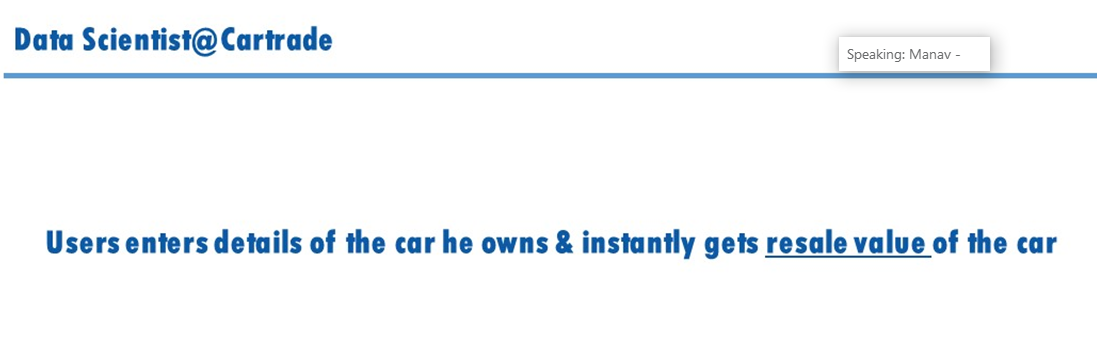 Data Scientist@Cartrade
Speaking: Manav -
Users enters details of the car he owns & instantly gets resale value of the car